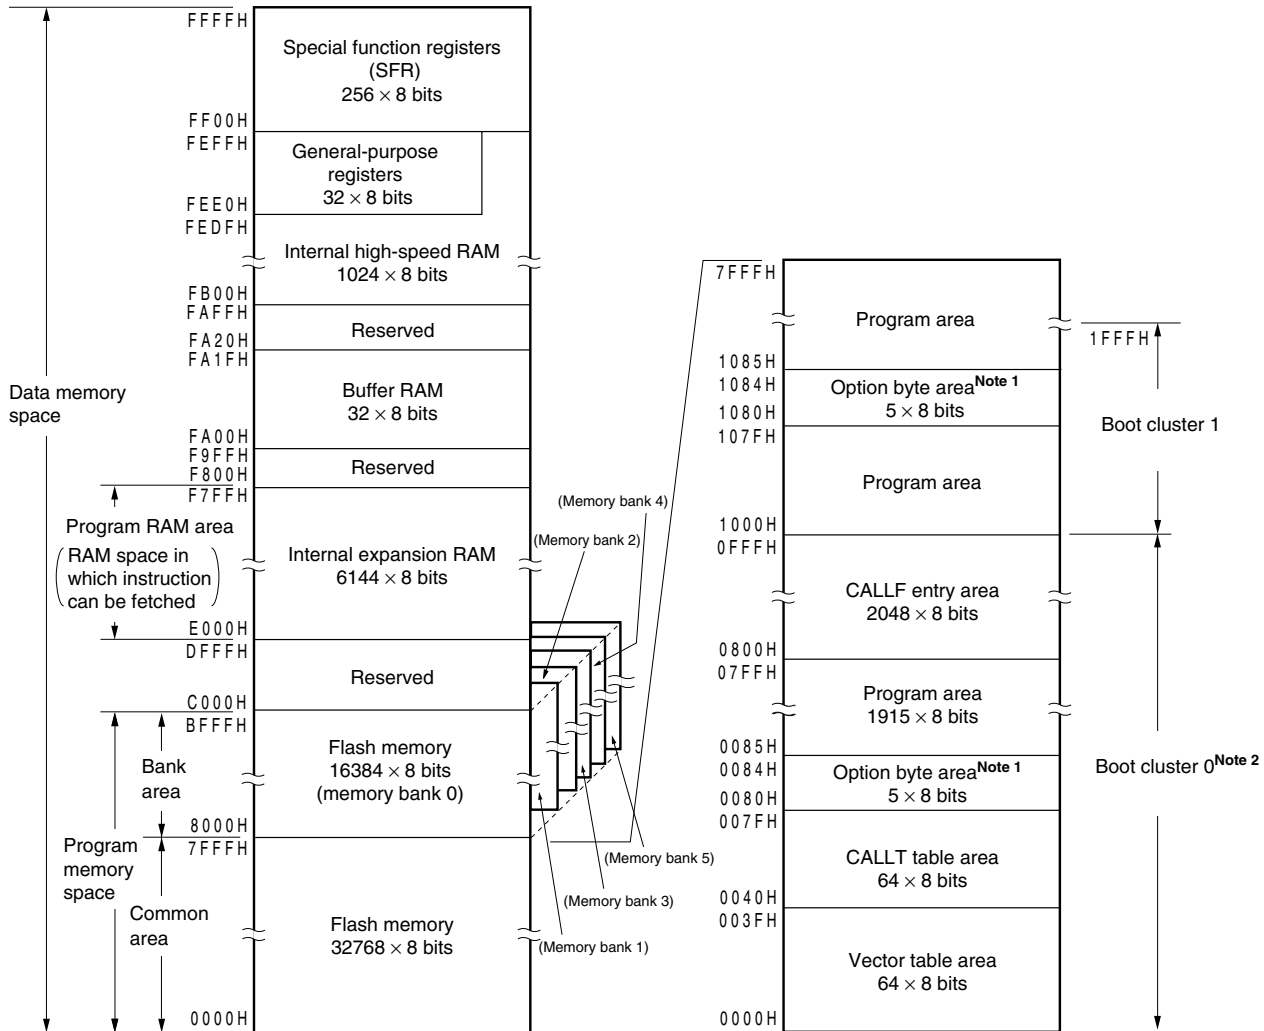 FFFFH
Special function registers
(SFR)
256 × 8 bits
FF00H
FEFFH
General-purpose
registers
32 × 8 bits
FEE0H
FEDFH
Internal high-speed RAM
1024 × 8 bits
FB00H
FAFFH
Reserved
FA20H
FA1FH
Buffer RAM
32 × 8 bits
FA00H
F9FFH
Reserved
F800H
F7FFH
Internal expansion RAM
6144 × 8 bits
E000H
DFFFH
Reserved
C000H
BFFFH
Flash memory
16384 × 8 bits
(memory bank 0)
8000H
7FFFH
Flash memory
32768 × 8 bits
0000H
Data memory
space
Program RAM area
RAM space in
which instruction
can be fetched
Bank
area
Program
memory
space
Common
area
(Memory bank 4)
(Memory bank 2)
(Memory bank 5)
(Memory bank 3)
(Memory bank 1)
7FFFH
Program area
1FFFH
1085H
1084H
Option byte area Note 1
5 × 8 bits
1080H
107FH
Boot cluster 1
Program area
1000H
0FFFH
CALLF entry area
2048 × 8 bits
0800H
07FFH
Program area
1915 × 8 bits
0085H
0084H
Option byte area Note 1
5 × 8 bits
Boot cluster 0 Note 2
0080H
007FH
CALLT table area
64 × 8 bits
0040H
003FH
Vector table area
64 × 8 bits
0000H